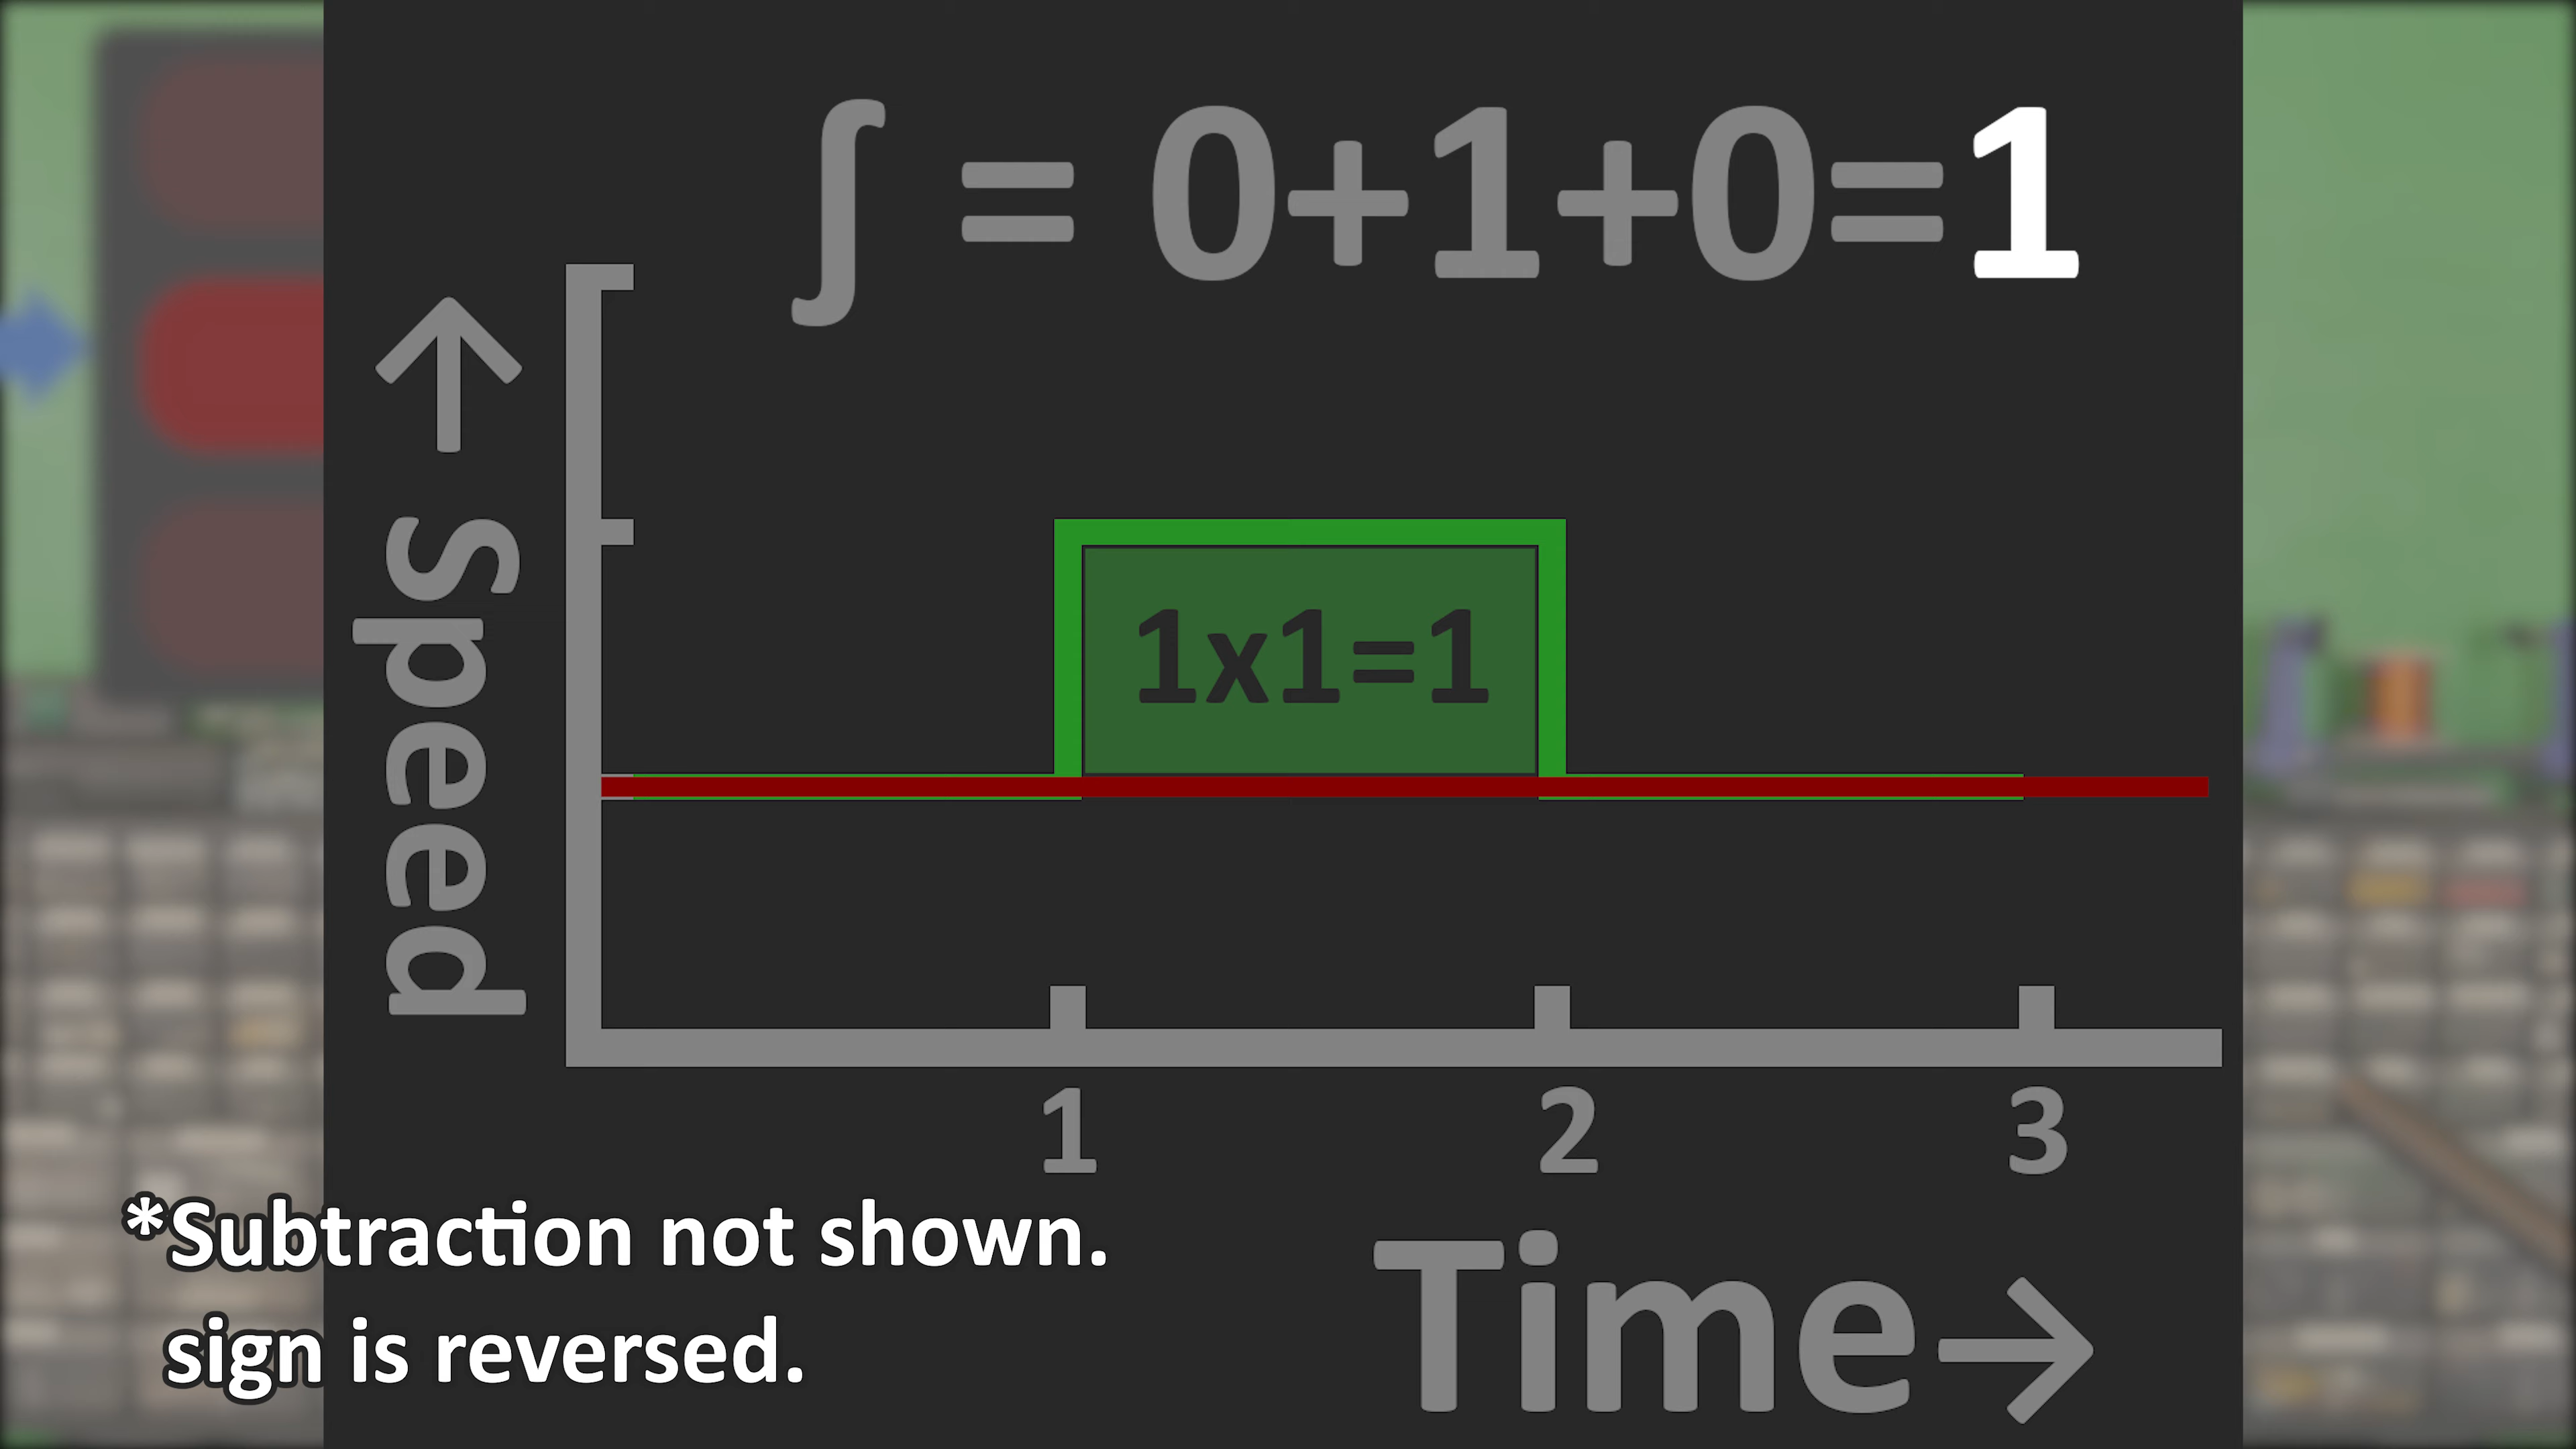 ∫ = 0+1+0=1
Speed →
1x1=1
1 2 3
Time→
*Subtraction not shown.
sign is reversed.